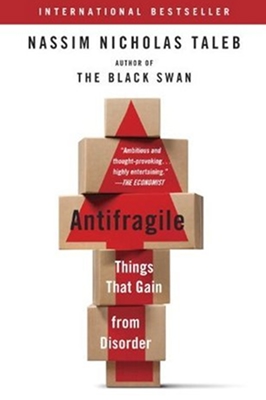 INTERNATIONAL BESTSELLER
NASSIM NICHOLAS TALEB
AUTHOR OF
THE BLACK SWAN
"Ambitious and
thought-provoking...
highly entertaining."
—THE ECONOMIST
Antifragile
Things
That Gain
from
Disorder